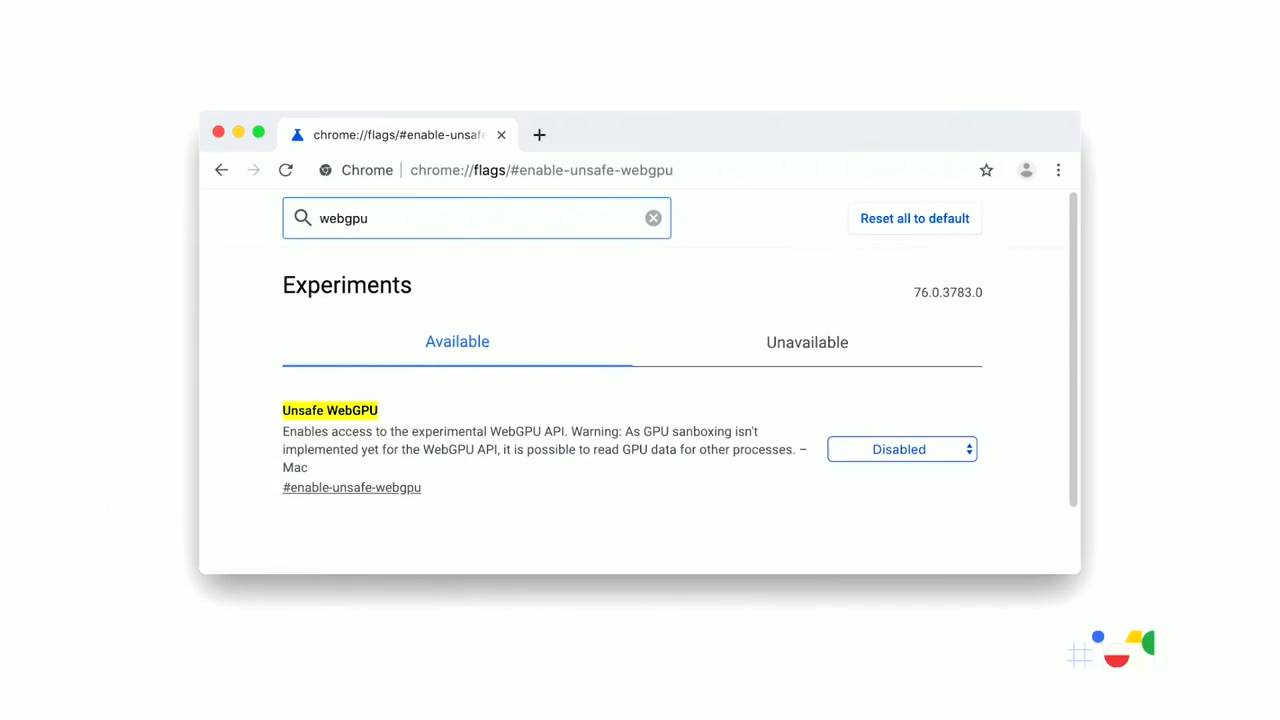 chrome://flags/#enable-unsafe
Chrome
chrome://flags/#enable-unsafe-webgpu
webgpu
Reset all to default
Experiments
76.0.3783.0
Available
Unavailable
Unsafe WebGPU
Enables access to the experimental WebGPU API. Warning: As GPU sanboxing isn't
implemented yet for the WebGPU API, it is possible to read GPU data for other processes. –
Mac
#enable-unsafe-webgpu
Disabled